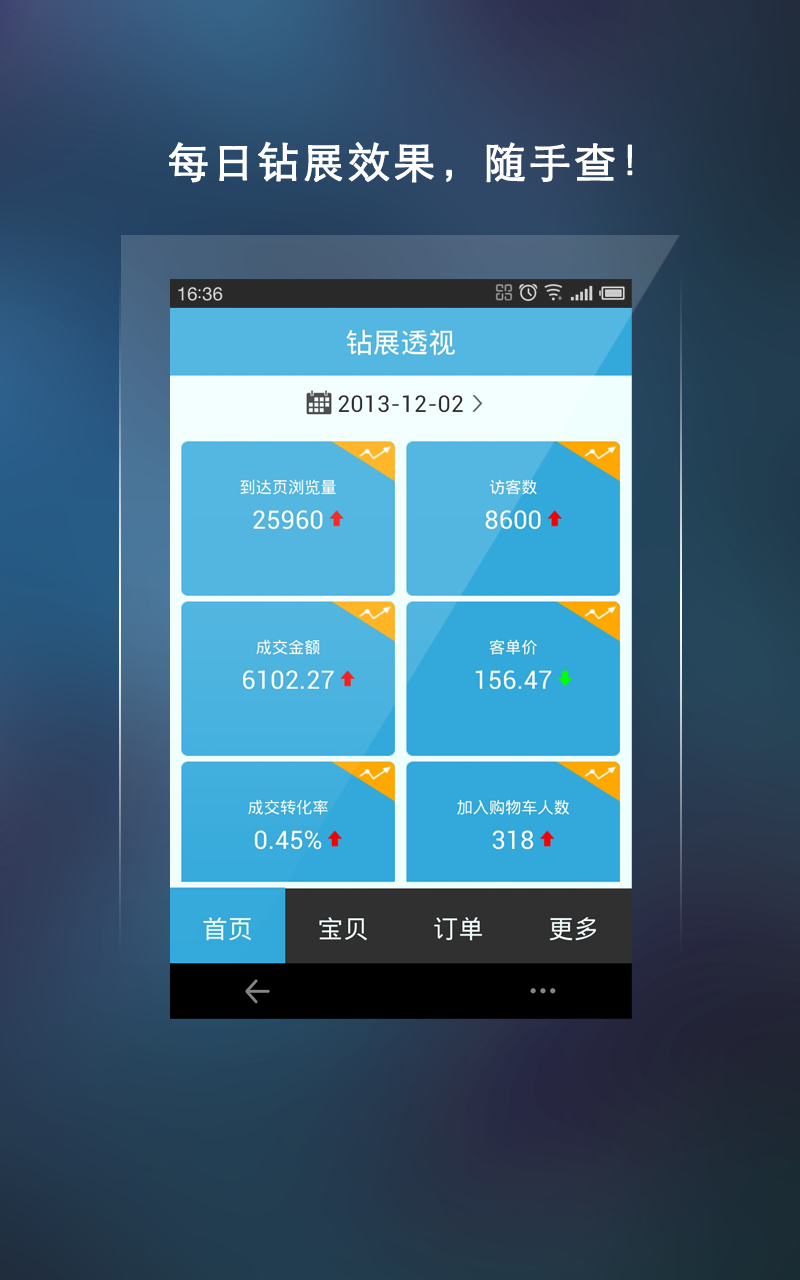 每日钻展效果，随手查！
16:36
钻展透视
2013-12-02
到达页浏览量
25960
访客数
8600
成交金额
6102.27
客单价
156.47
成交转化率
0.45%
加入购物车人数
318
首页
宝贝
订单
更多